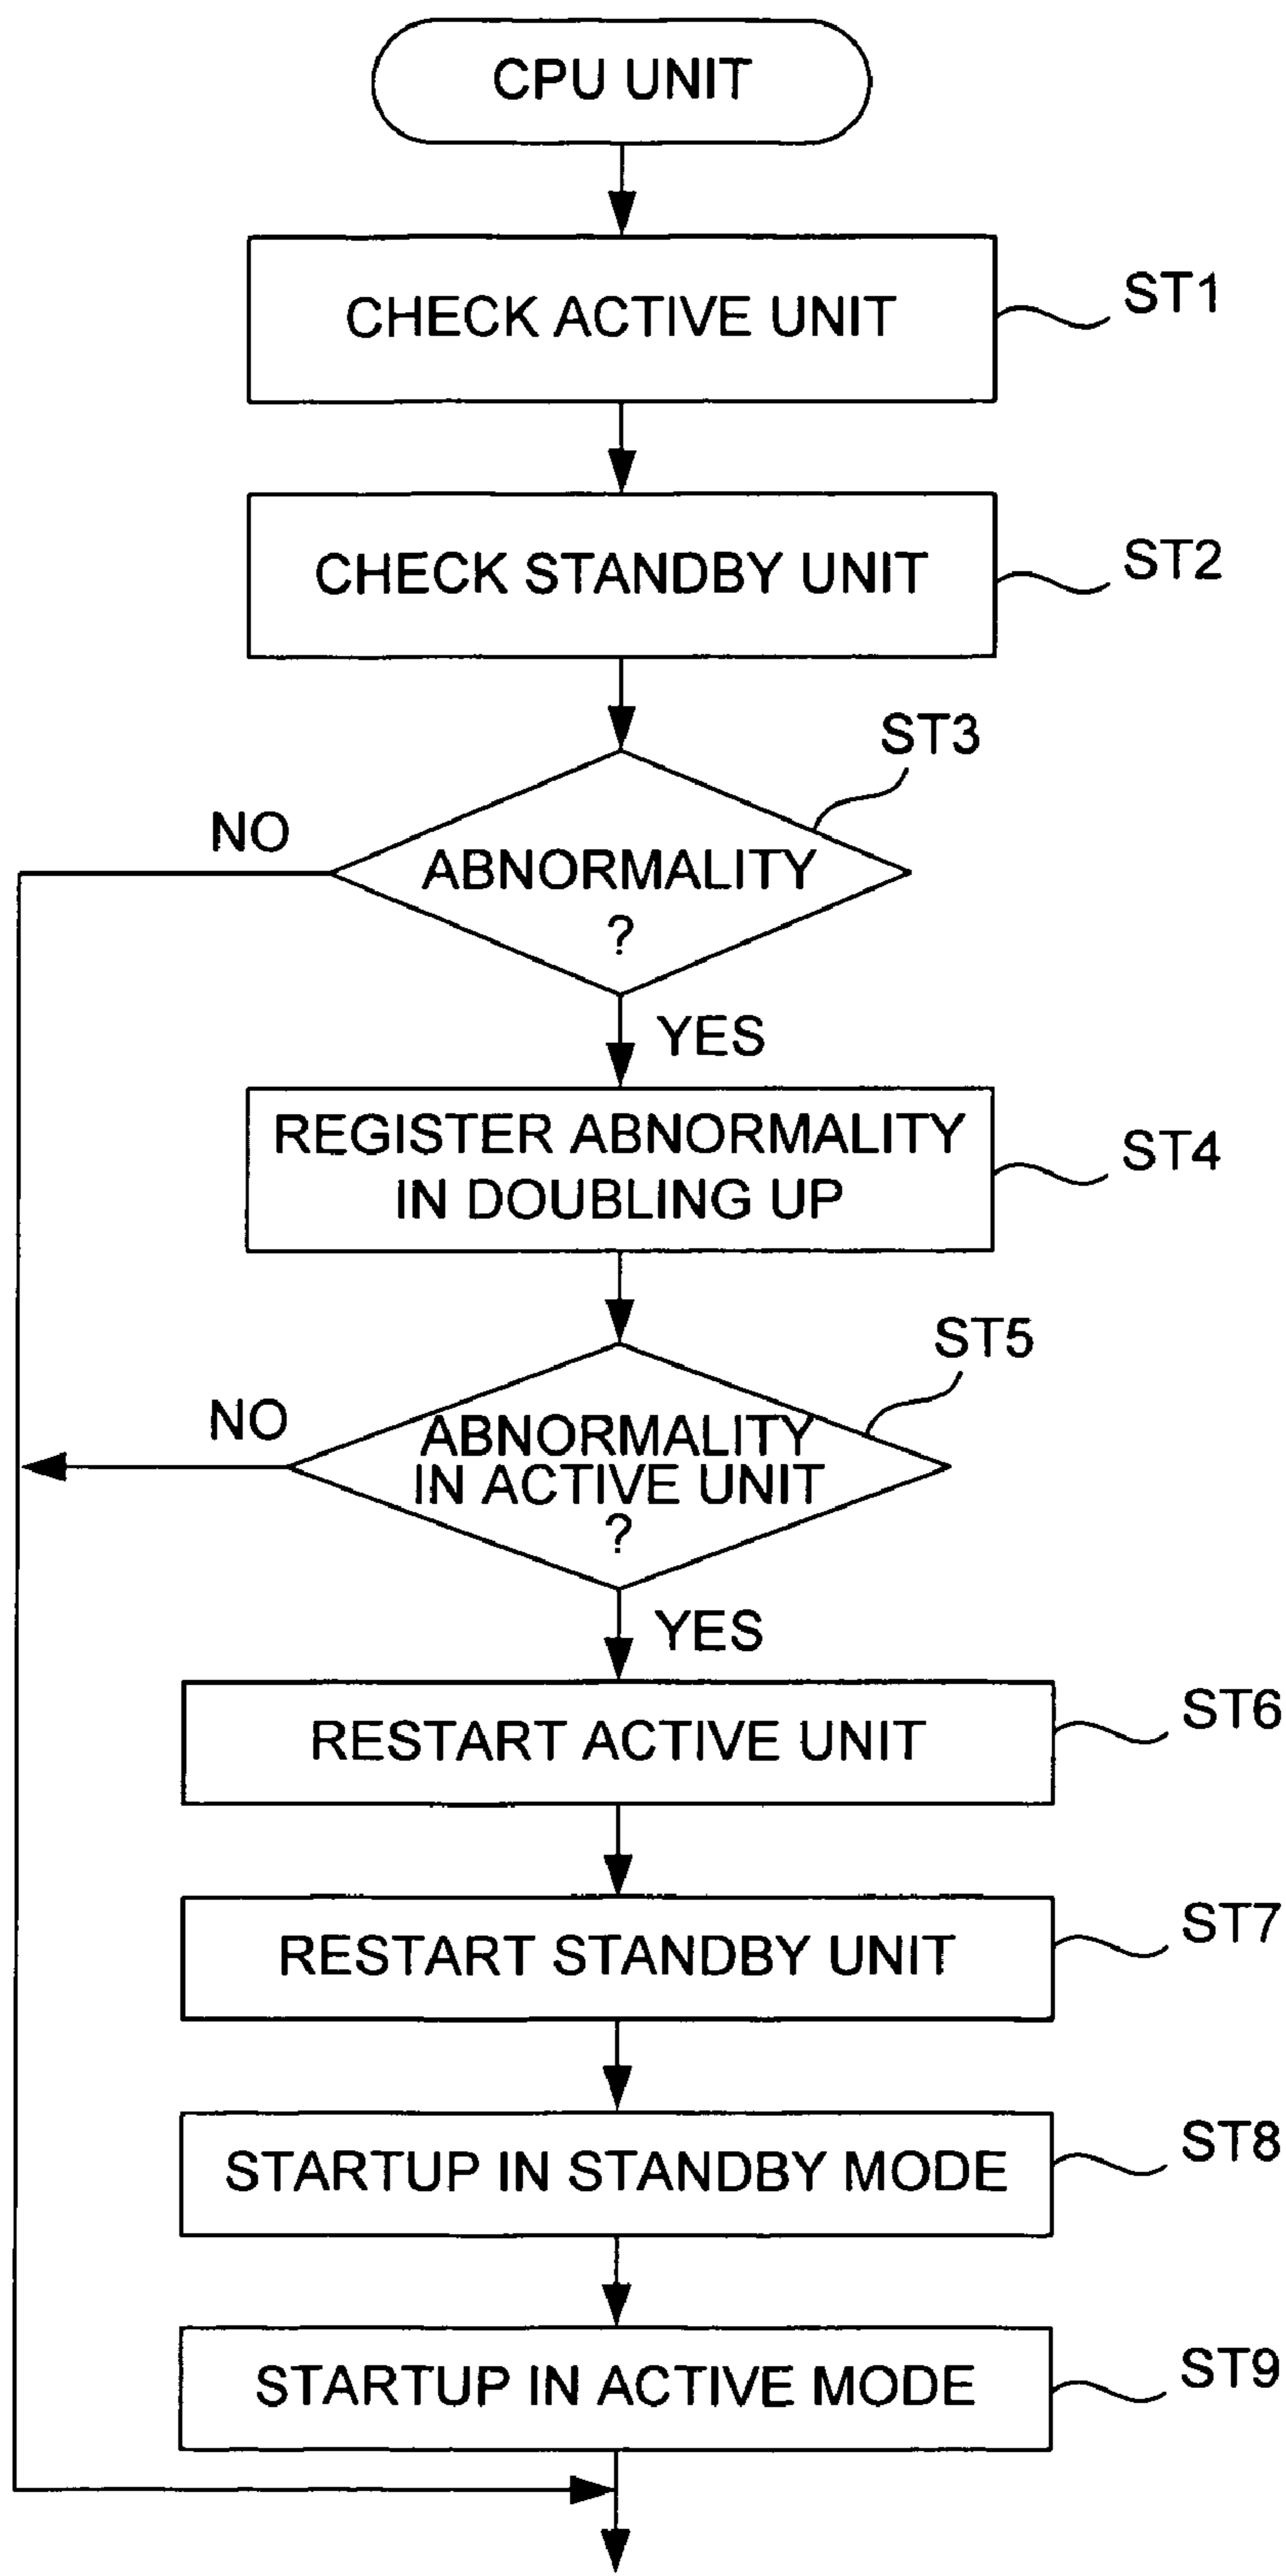 CPU UNIT
CHECK ACTIVE UNIT
ST1
CHECK STANDBY UNIT
ST2
ST3
NO
ABNORMALITY
?
YES
REGISTER ABNORMALITY
IN DOUBLING UP
ST4
ST5
NO
ABNORMALITY
IN ACTIVE UNIT
?
YES
RESTART ACTIVE UNIT
ST6
RESTART STANDBY UNIT
ST7
STARTUP IN STANDBY MODE
ST8
STARTUP IN ACTIVE MODE
ST9